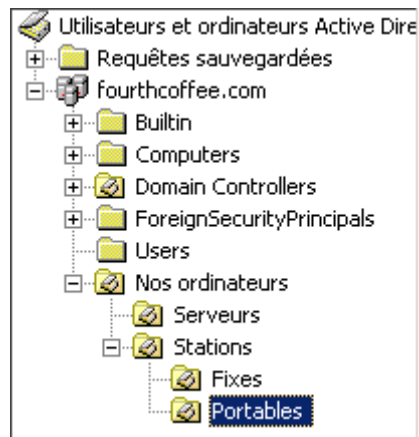 Utilisateurs et ordinateurs Active Dire
Requêtes sauvegardées
fourthcoffee.com
Builtin
Computers
Domain Controllers
ForeignSecurityPrincipals
Users
Nos ordinateurs
Serveurs
Stations
Fixes
Portables